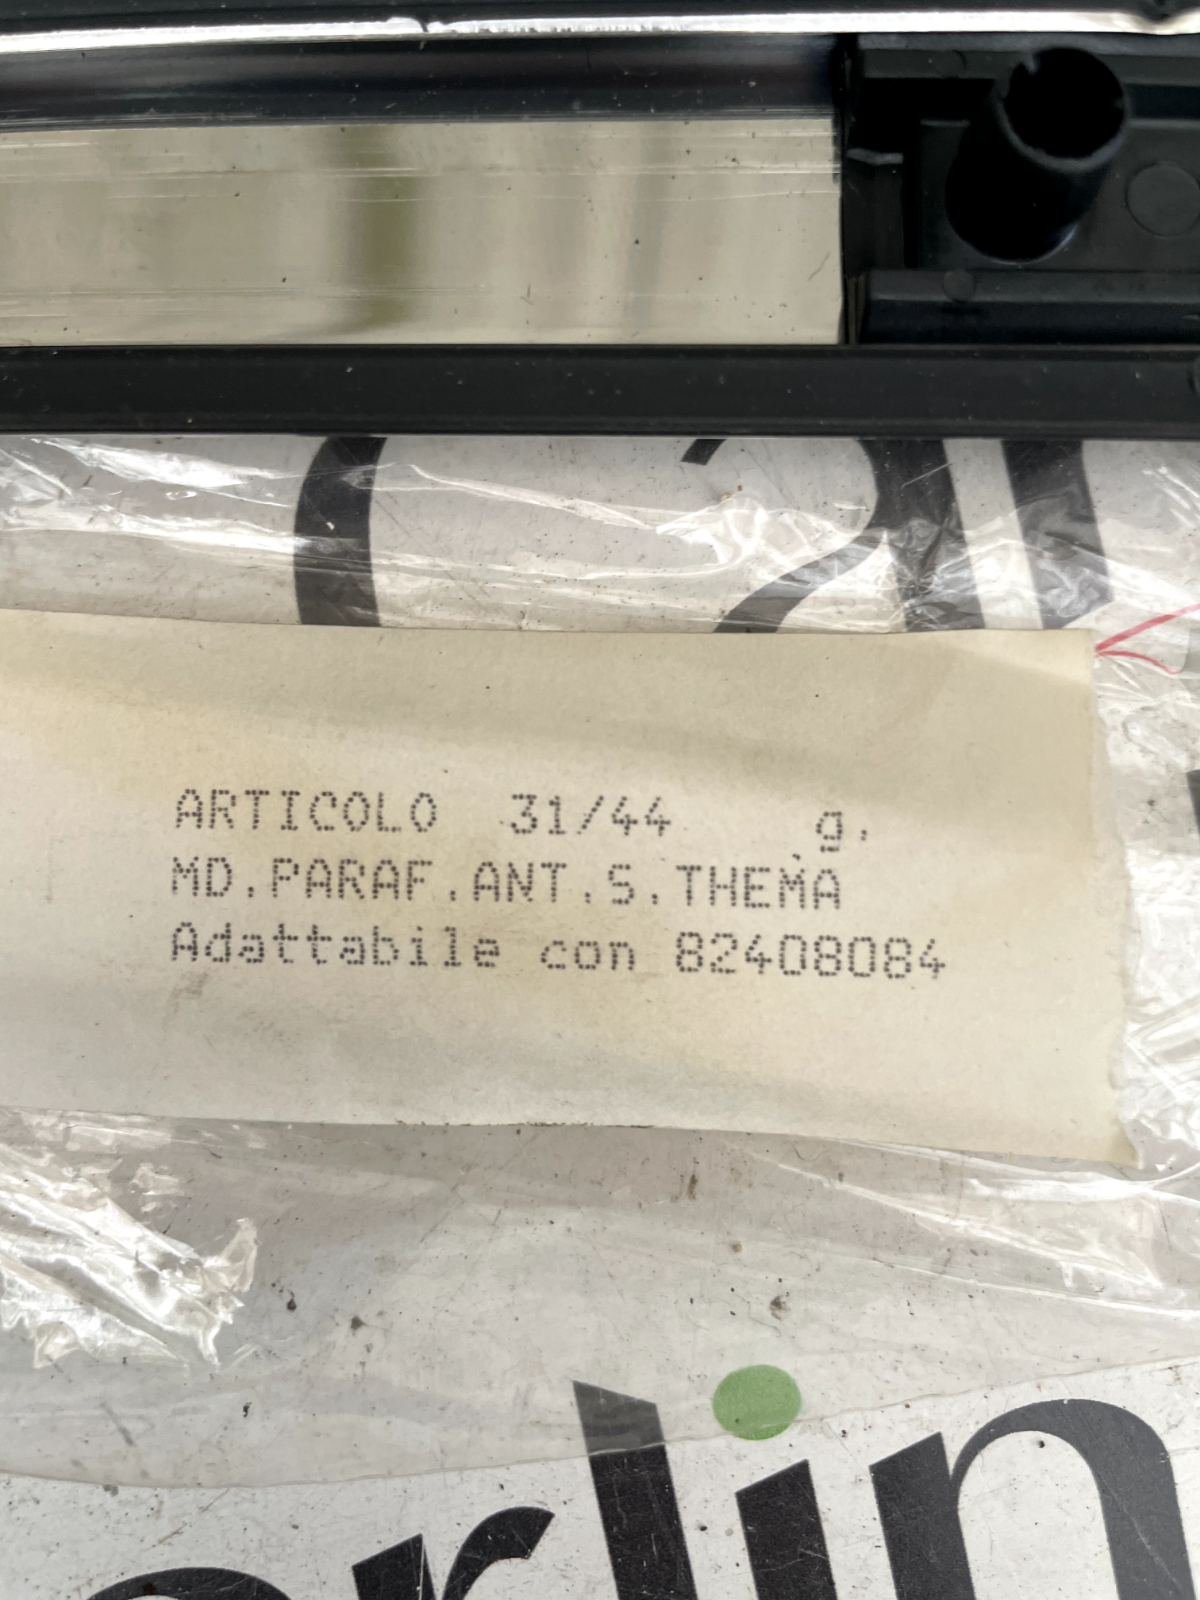 ARTICOLO 31/44 g.
MD.PARAF.ANT.S.THEMA
Adattabile con 82408084